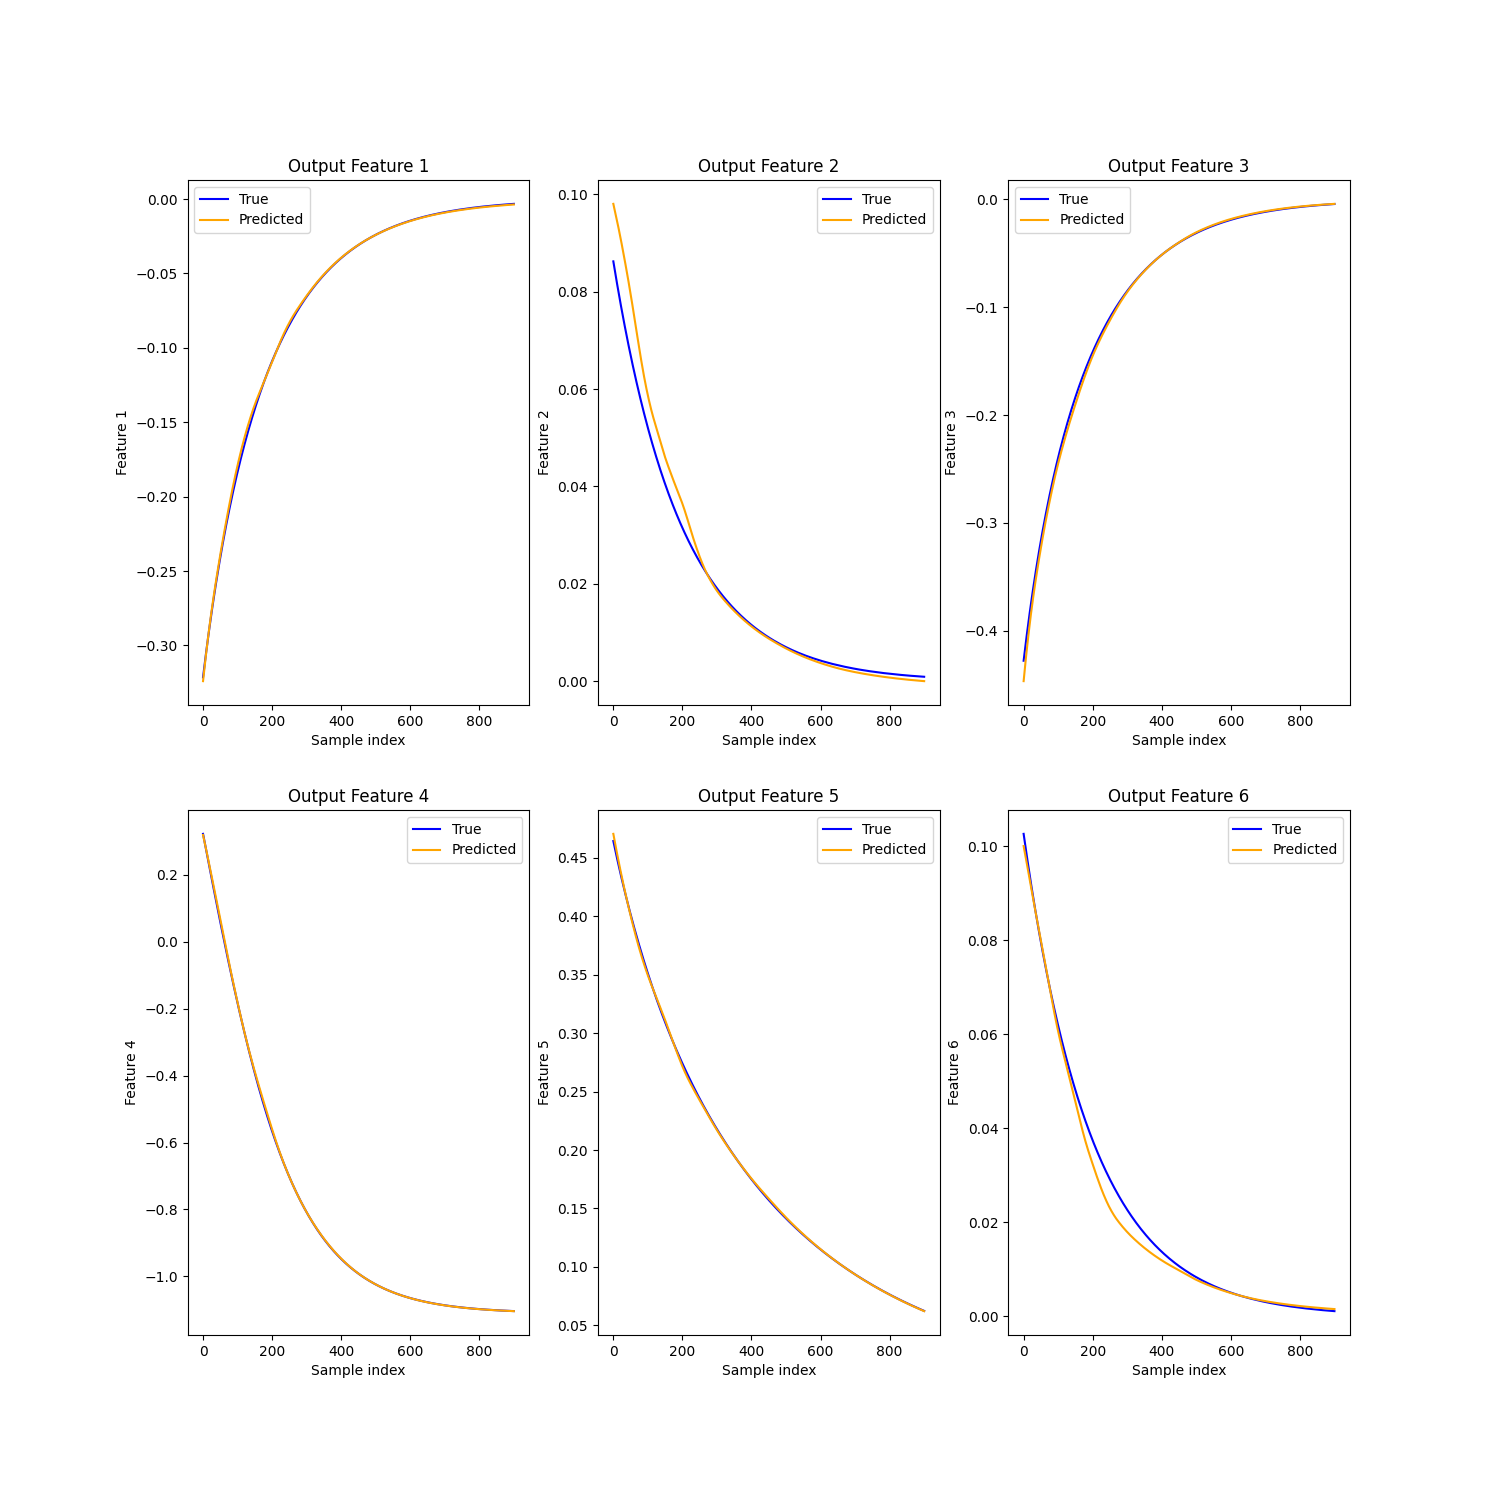 Output Feature 1
True
Predicted
0.00
−0.05
−0.10
−0.15
−0.20
−0.25
−0.30
Feature 1
0 200 400 600 800
Sample index
Output Feature 2
True
Predicted
0.10
0.08
0.06
0.04
0.02
0.00
Feature 2
0 200 400 600 800
Sample index
Output Feature 3
True
Predicted
0.0
−0.1
−0.2
−0.3
−0.4
Feature 3
0 200 400 600 800
Sample index
Output Feature 4
True
Predicted
0.2
0.0
−0.2
−0.4
−0.6
−0.8
−1.0
Feature 4
0 200 400 600 800
Sample index
Output Feature 5
True
Predicted
0.45
0.40
0.35
0.30
0.25
0.20
0.15
0.10
0.05
Feature 5
0 200 400 600 800
Sample index
Output Feature 6
True
Predicted
0.10
0.08
0.06
0.04
0.02
0.00
Feature 6
0 200 400 600 800
Sample index